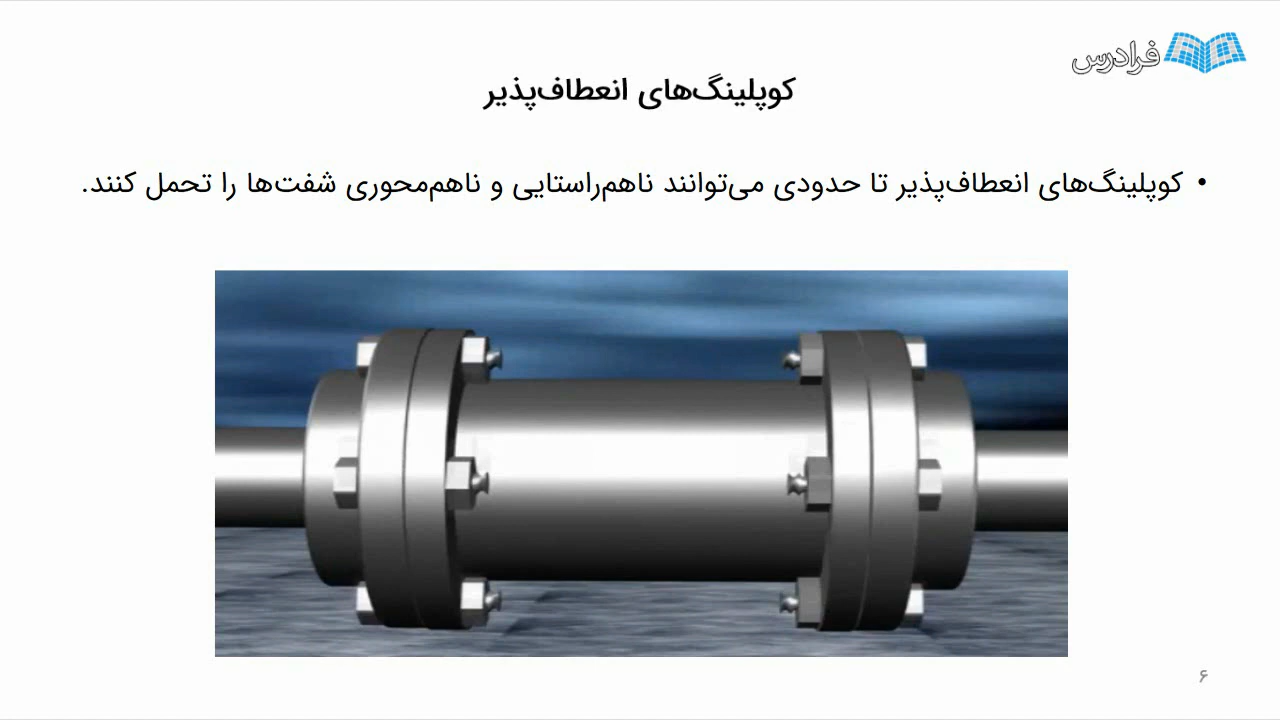 فرادرس
کوپلینگ‌های انعطاف‌پذیر
• کوپلینگ‌های انعطاف‌پذیر تا حدودی می‌توانند ناهم‌راستایی و ناهم‌محوری شفت‌ها را تحمل کنند.
۶